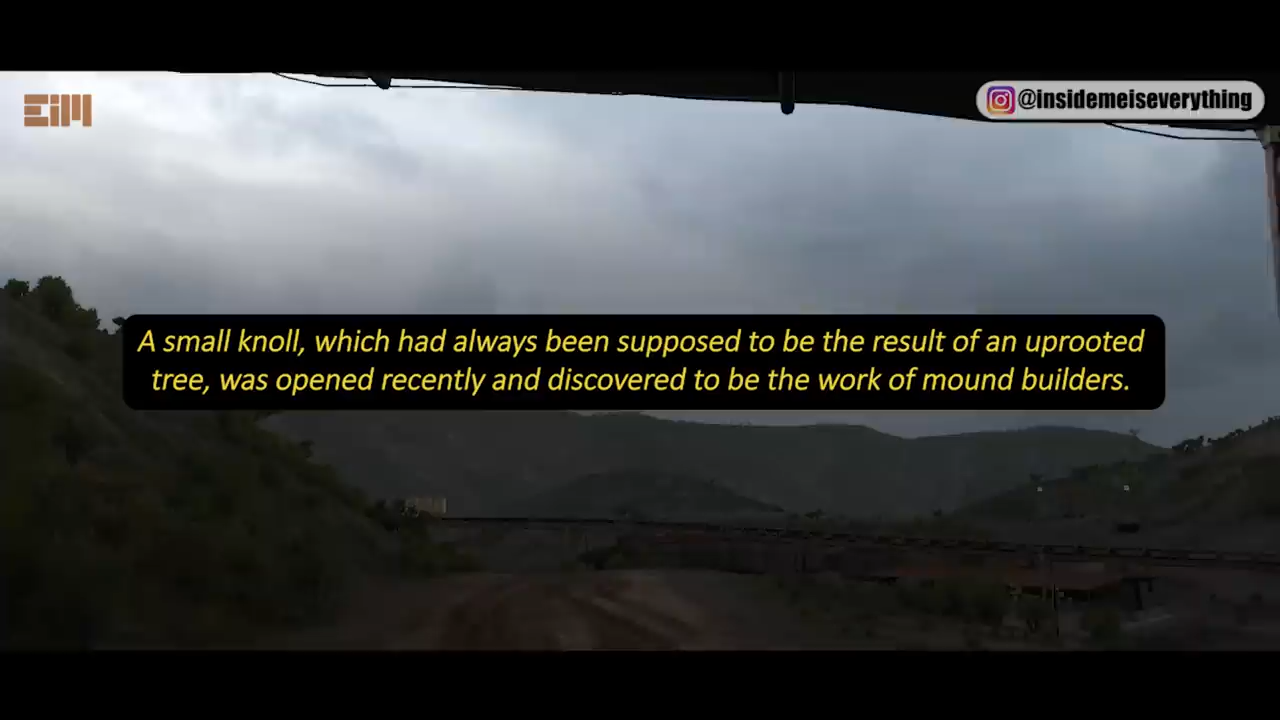 EiM
@insidemeiseverything
A small knoll, which had always been supposed to be the result of an uprooted
tree, was opened recently and discovered to be the work of mound builders.